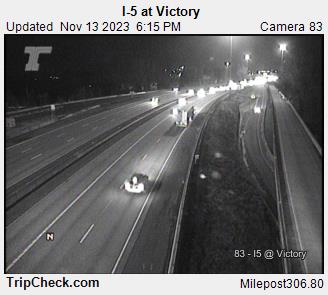 I-5 at Victory
Updated Nov 13 2023 6:15 PM Camera 83
T
N
83 - I5 @ Victory
TripCheck.com Milepost306.80